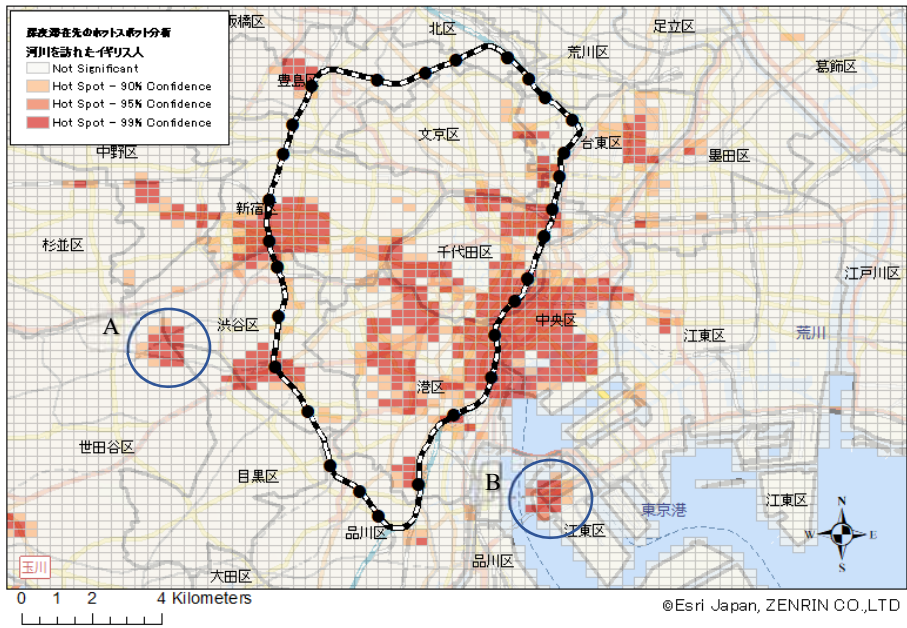 深夜滞在先のホットスポット分析
河川を訪れたイギリス人
Not Significant
Hot Spot – 90% Confidence
Hot Spot – 95% Confidence
Hot Spot – 99% Confidence
板橋区
北区
足立区
荒川区
葛飾区
豊島区
文京区
台東区
墨田区
中野区
新宿区
杉並区
千代田区
江戸川区
A
渋谷区
中央区
江東区
荒川
港区
世田谷区
目黒区
B
東京港
江東区
江東区
品川区
品川区
玉川
大田区
N
W
E
S
0 1 2 4 Kilometers
©Esri Japan, ZENRIN CO.,LTD